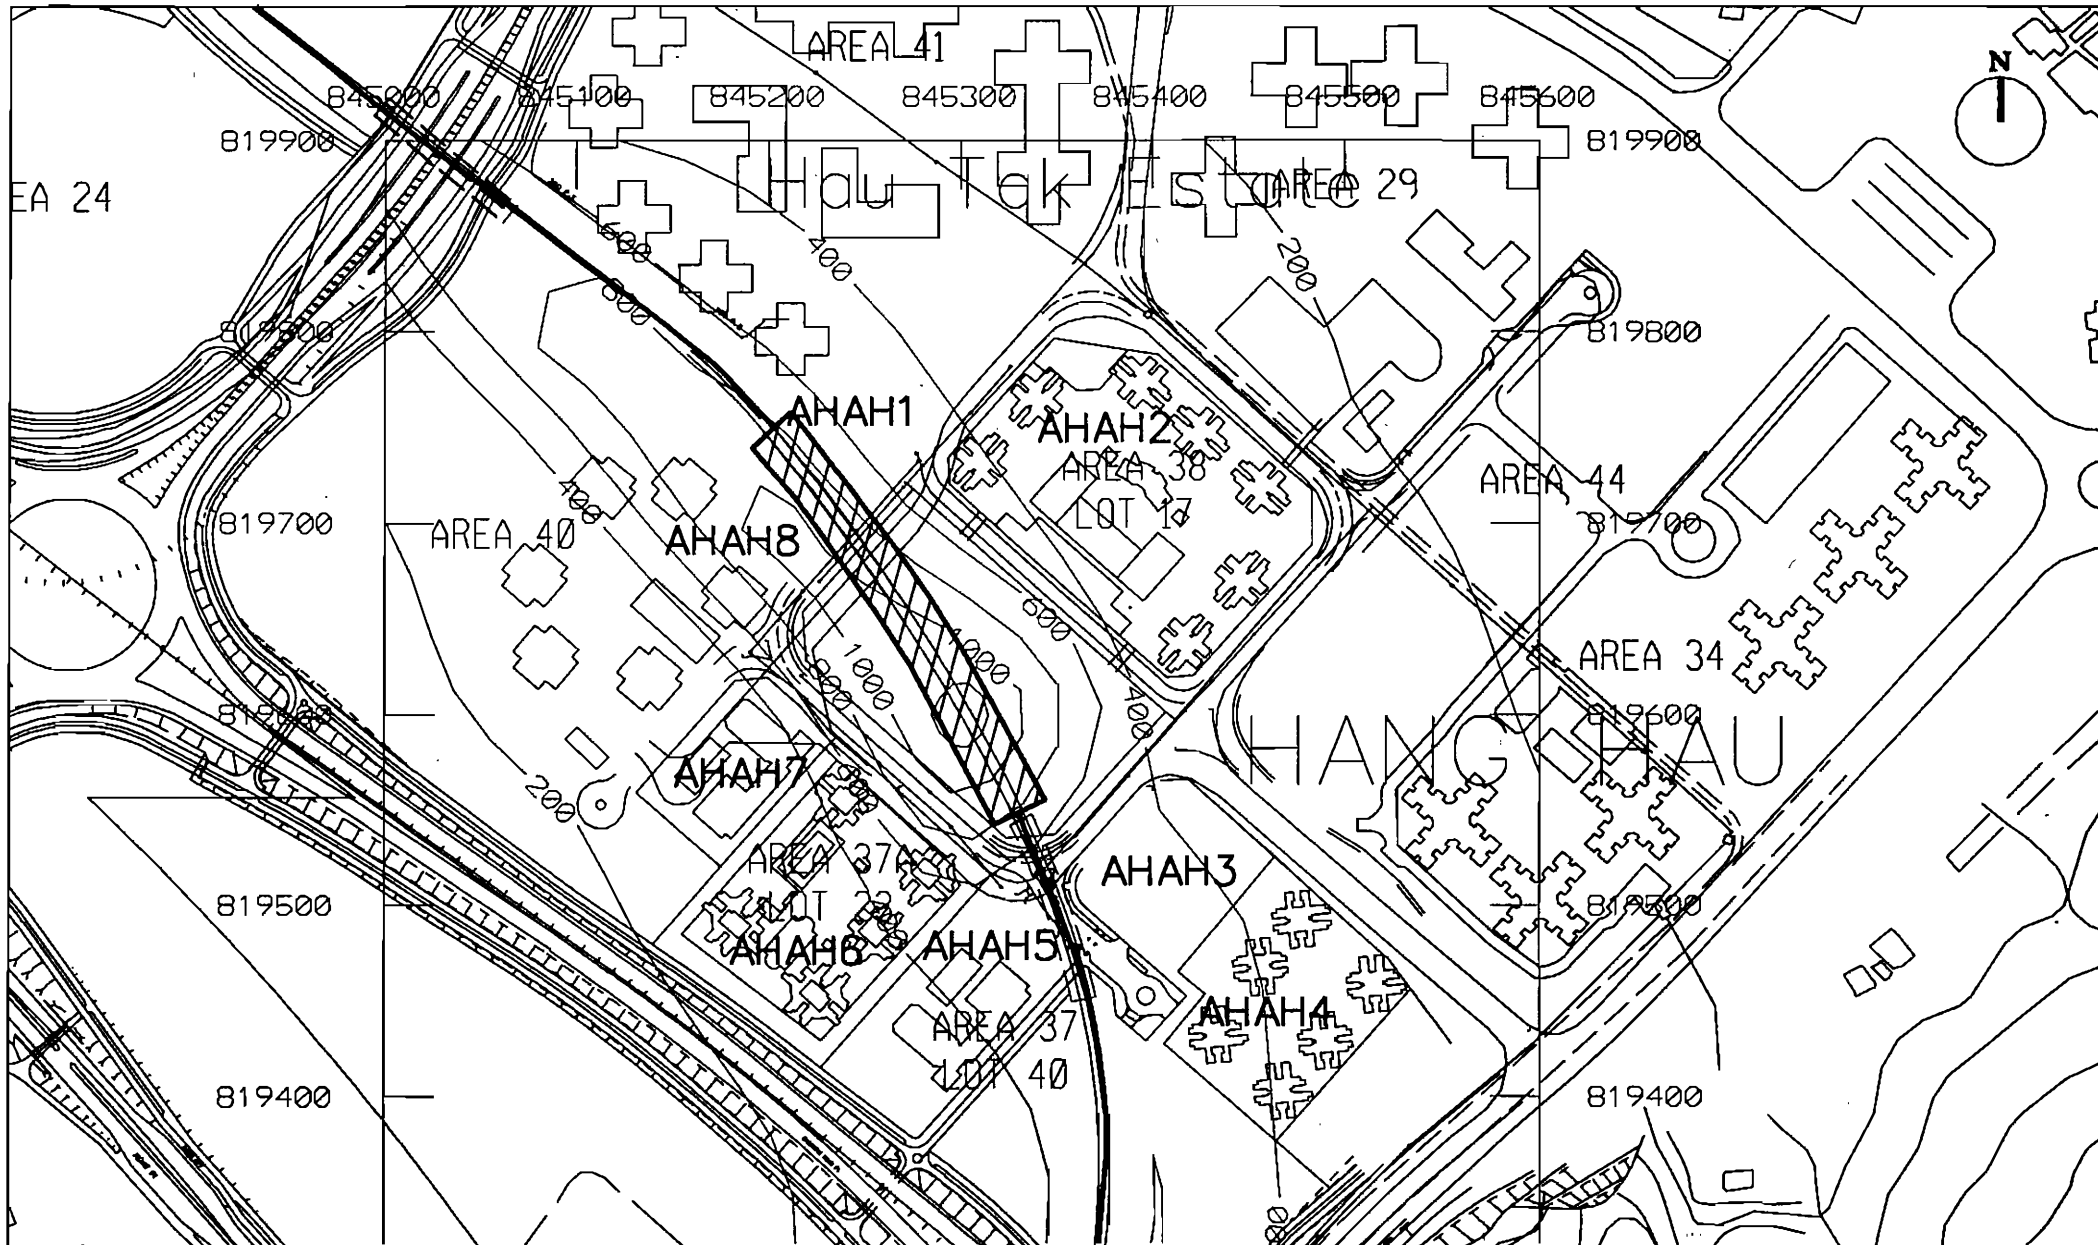 AREA 41
N
845000 845100 845200 845300 845400 845500 845600
819900 819900
EA 24
Hau Tak Estate
AREA 29
600
400
200
800
819800 819800
AHAH1
AHAH2
AREA 38
LOT 17
AREA 44
400
819700 819700
AREA 40
AHAH8
600
AREA 34
1000
1000
800
400
819600 819600
HANG HAU
AHAH7
200
AREA 37A
AHAH3
819500 819500
AHAH6
AHAH5
AHAH4
AREA 37
LOT 40
819400 819400